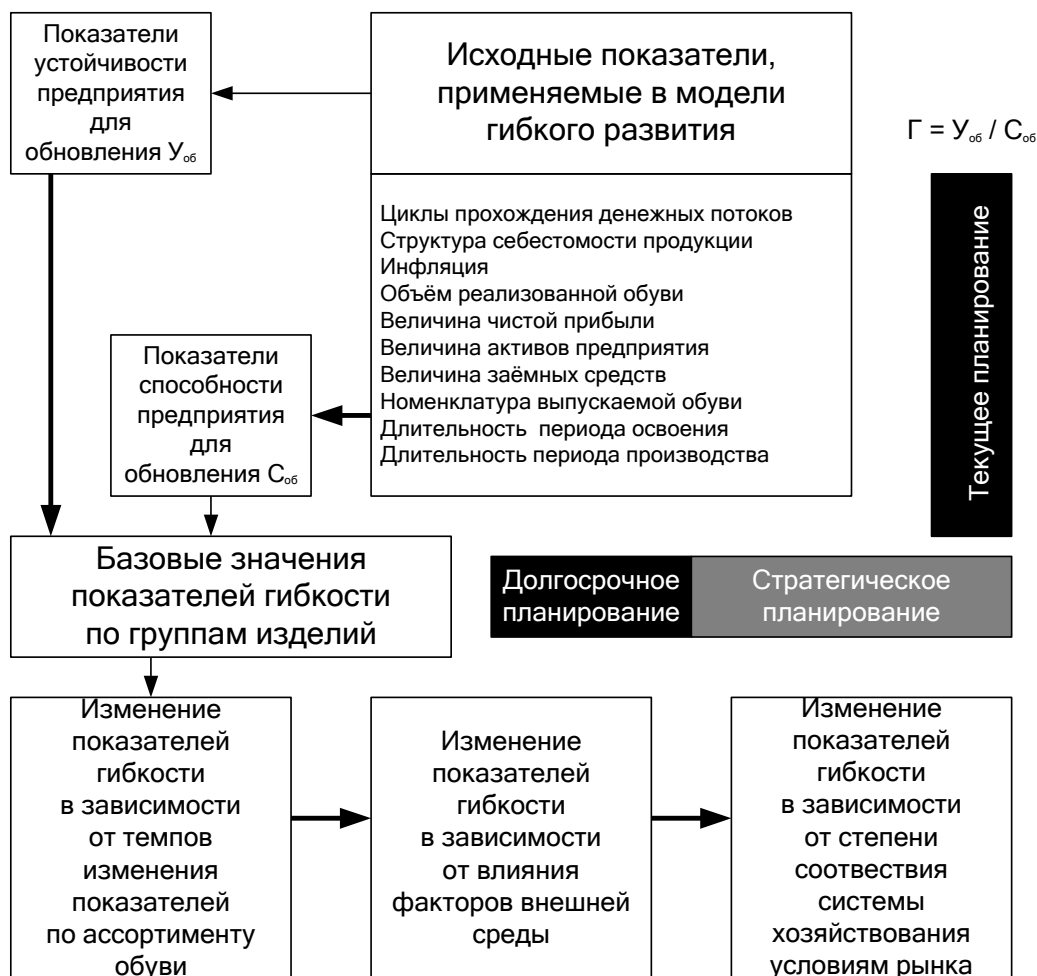 Показатели
устойчивости
предприятия
для
обновления Уоб
Исходные показатели,
применяемые в модели
гибкого развития
Г = Уоб / Соб
Циклы прохождения денежных потоков
Структура себестомости продукции
Инфляция
Объём реализованной обуви
Величина чистой прибыли
Величина активов предприятия
Величина заёмных средств
Номенклатура выпускаемой обуви
Длительность периода освоения
Длительность периода производства
Текущее планирование
Показатели
способности
предприятия
для
обновления Соб
Базовые значения
показателей гибкости
по группам изделий
Долгосрочное
планирование
Стратегическое
планирование
Изменение
показателей
гибкости
в зависимости
от темпов
изменения
показателей
по ассортименту
обуви
Изменение
показателей
гибкости
в зависимости
от влияния
факторов внешней
среды
Изменение
показателей
гибкости
в зависимости
от степени
соотвествия
системы
хозяйствования
условиям рынка